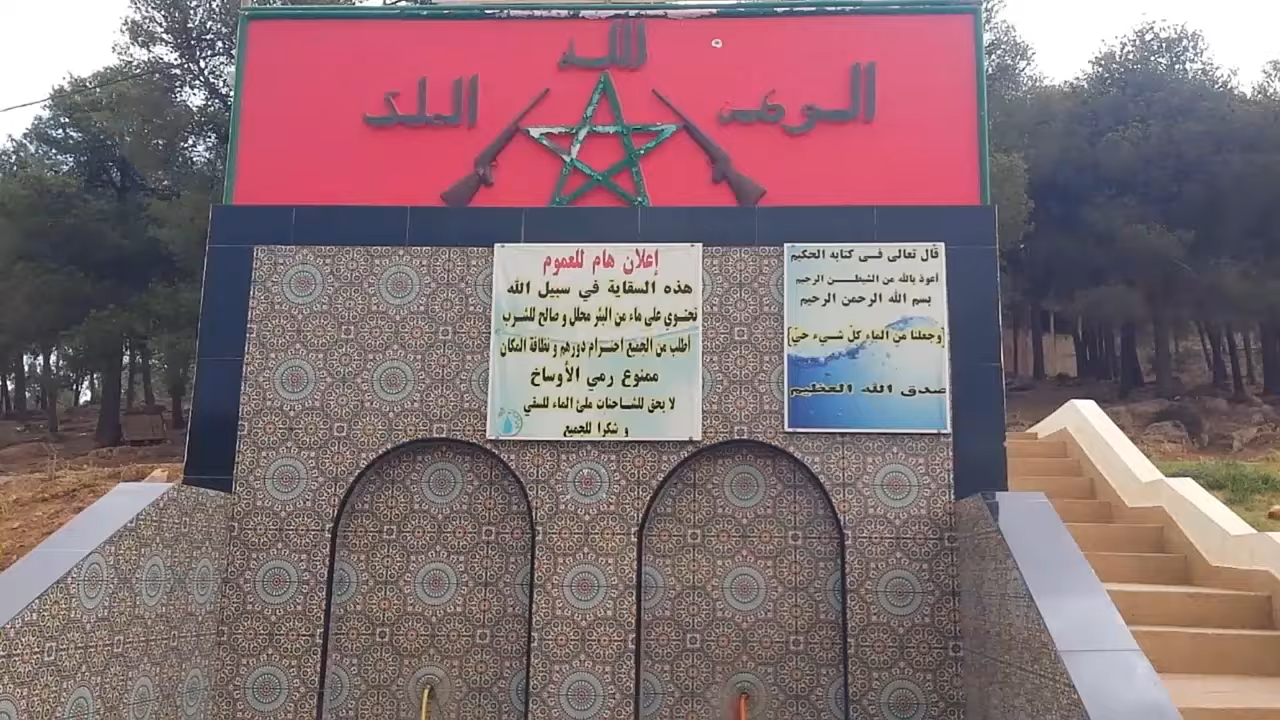 الله
الوطن
الملك
إعلان هام للعموم
هذه السقاية في سبيل الله
تحتوي على ماء من البئر محلل و صالح للشرب
أطلب من الجميع احترام دورهم و نظافة المكان
ممنوع رمي الأوساخ
لا يحق للشاحنات ملئ الماء للسقي
و شكرا للجميع
قال تعالى في كتابه الحكيم
أعوذ بالله من الشيطن الرجيم
بسم الله الرحمن الرحيم
(وجعلنا من الماء كلّ شيء حيّ)
صدق الله العظيم